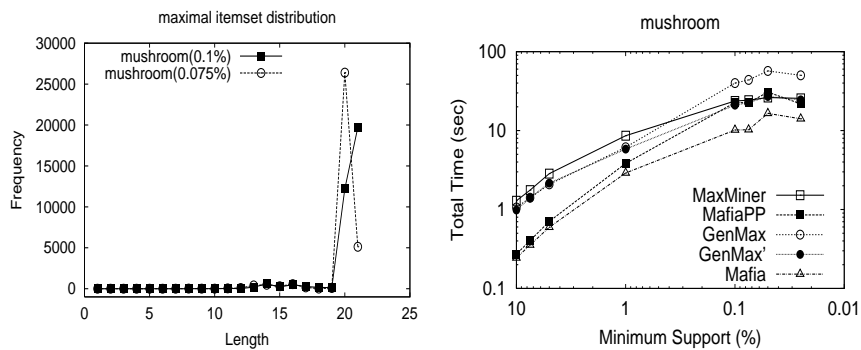 maximal itemset distribution
30000
25000
20000
15000
10000
5000
0
Frequency
mushroom(0.1%)
mushroom(0.075%)
0 5 10 15 20 25
Length
mushroom
100
10
1
0.1
Total Time (sec)
MaxMiner
MafiaPP
GenMax
GenMax'
Mafia
10 1 0.1 0.01
Minimum Support (%)